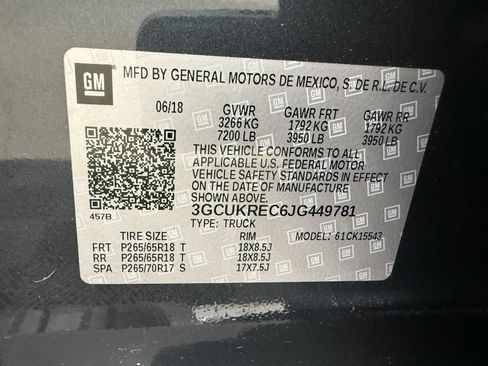 GM MFD BY GENERAL MOTORS DE MEXICO, S. DE R.L. DE C.V.
06/18 GVWR GAWR FRT GAWR RR
3266 KG 1792 KG 1792 KG
7200 LB 3950 LB 3950 LB
THIS VEHICLE CONFORMS TO ALL
APPLICABLE U.S. FEDERAL MOTOR
VEHICLE SAFETY STANDARDS IN
EFFECT ON THE DATE OF MANUFACTURE
SHOWN ABOVE.
3GCUKREC6JG449781
457B TYPE: TRUCK MODEL: 61CK15543
TIRE SIZE RIM
FRT P265/65R18 T 18X8.5J
RR P265/65R18 T 18X8.5J
SPA P265/70R17 S 17X7.5J